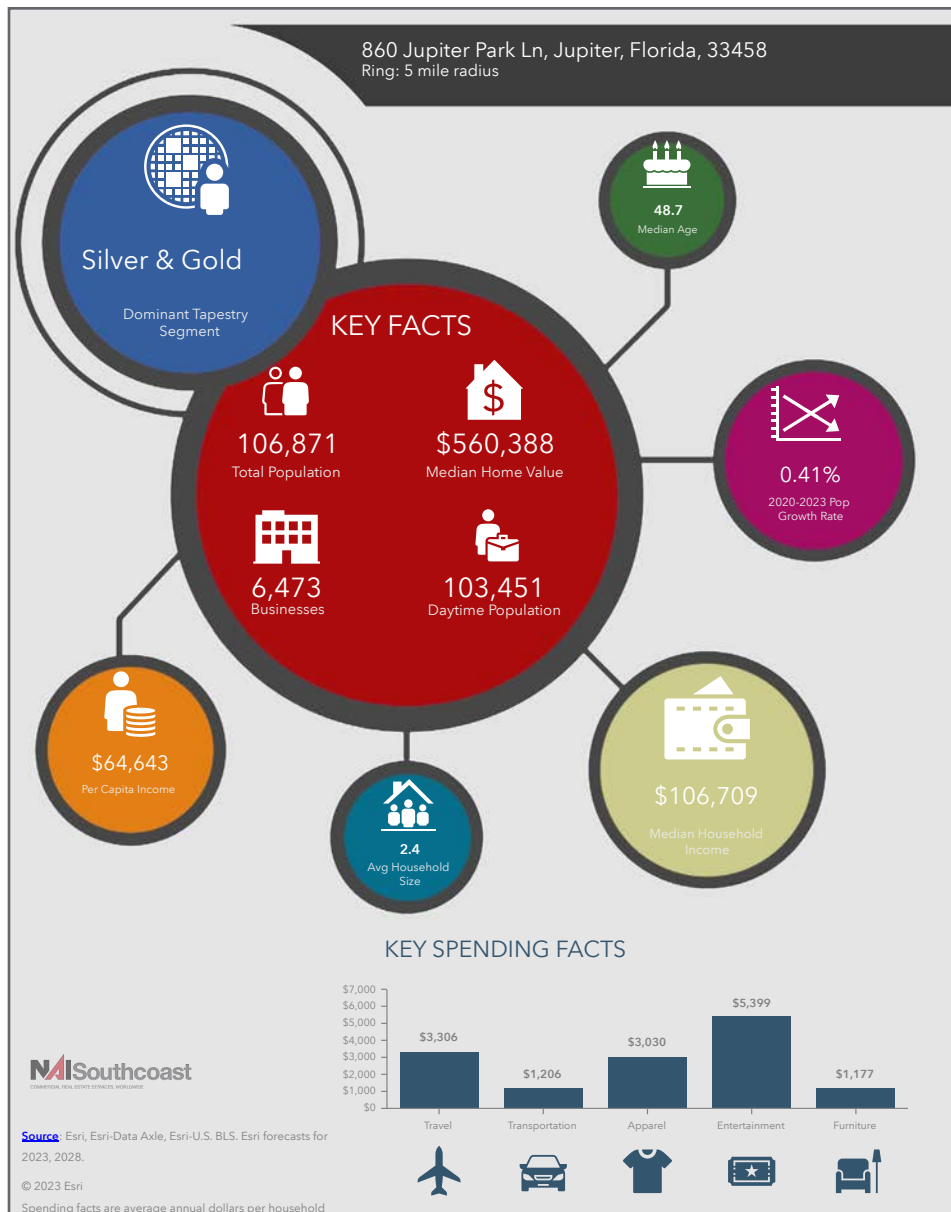 860 Jupiter Park Ln, Jupiter, Florida, 33458
Ring: 5 mile radius
48.7
Median Age
Silver & Gold
Dominant Tapestry
Segment
KEY FACTS
106,871
Total Population
$560,388
Median Home Value
6,473
Businesses
103,451
Daytime Population
0.41%
2020-2023 Pop
Growth Rate
$64,643
Per Capita Income
2.4
Avg Household
Size
$106,709
Median Household
Income
KEY SPENDING FACTS
$7,000
$6,000
$5,000
$4,000
$3,000
$2,000
$1,000
$0
$3,306
$1,206
$3,030
$5,399
$1,177
Travel
Transportation
Apparel
Entertainment
Furniture
NAISouthcoast
COMMERCIAL REAL ESTATE SERVICES, WORLDWIDE
Source: Esri, Esri-Data Axle, Esri-U.S. BLS. Esri forecasts for
2023, 2028.
© 2023 Esri
Spending facts are average annual dollars per household